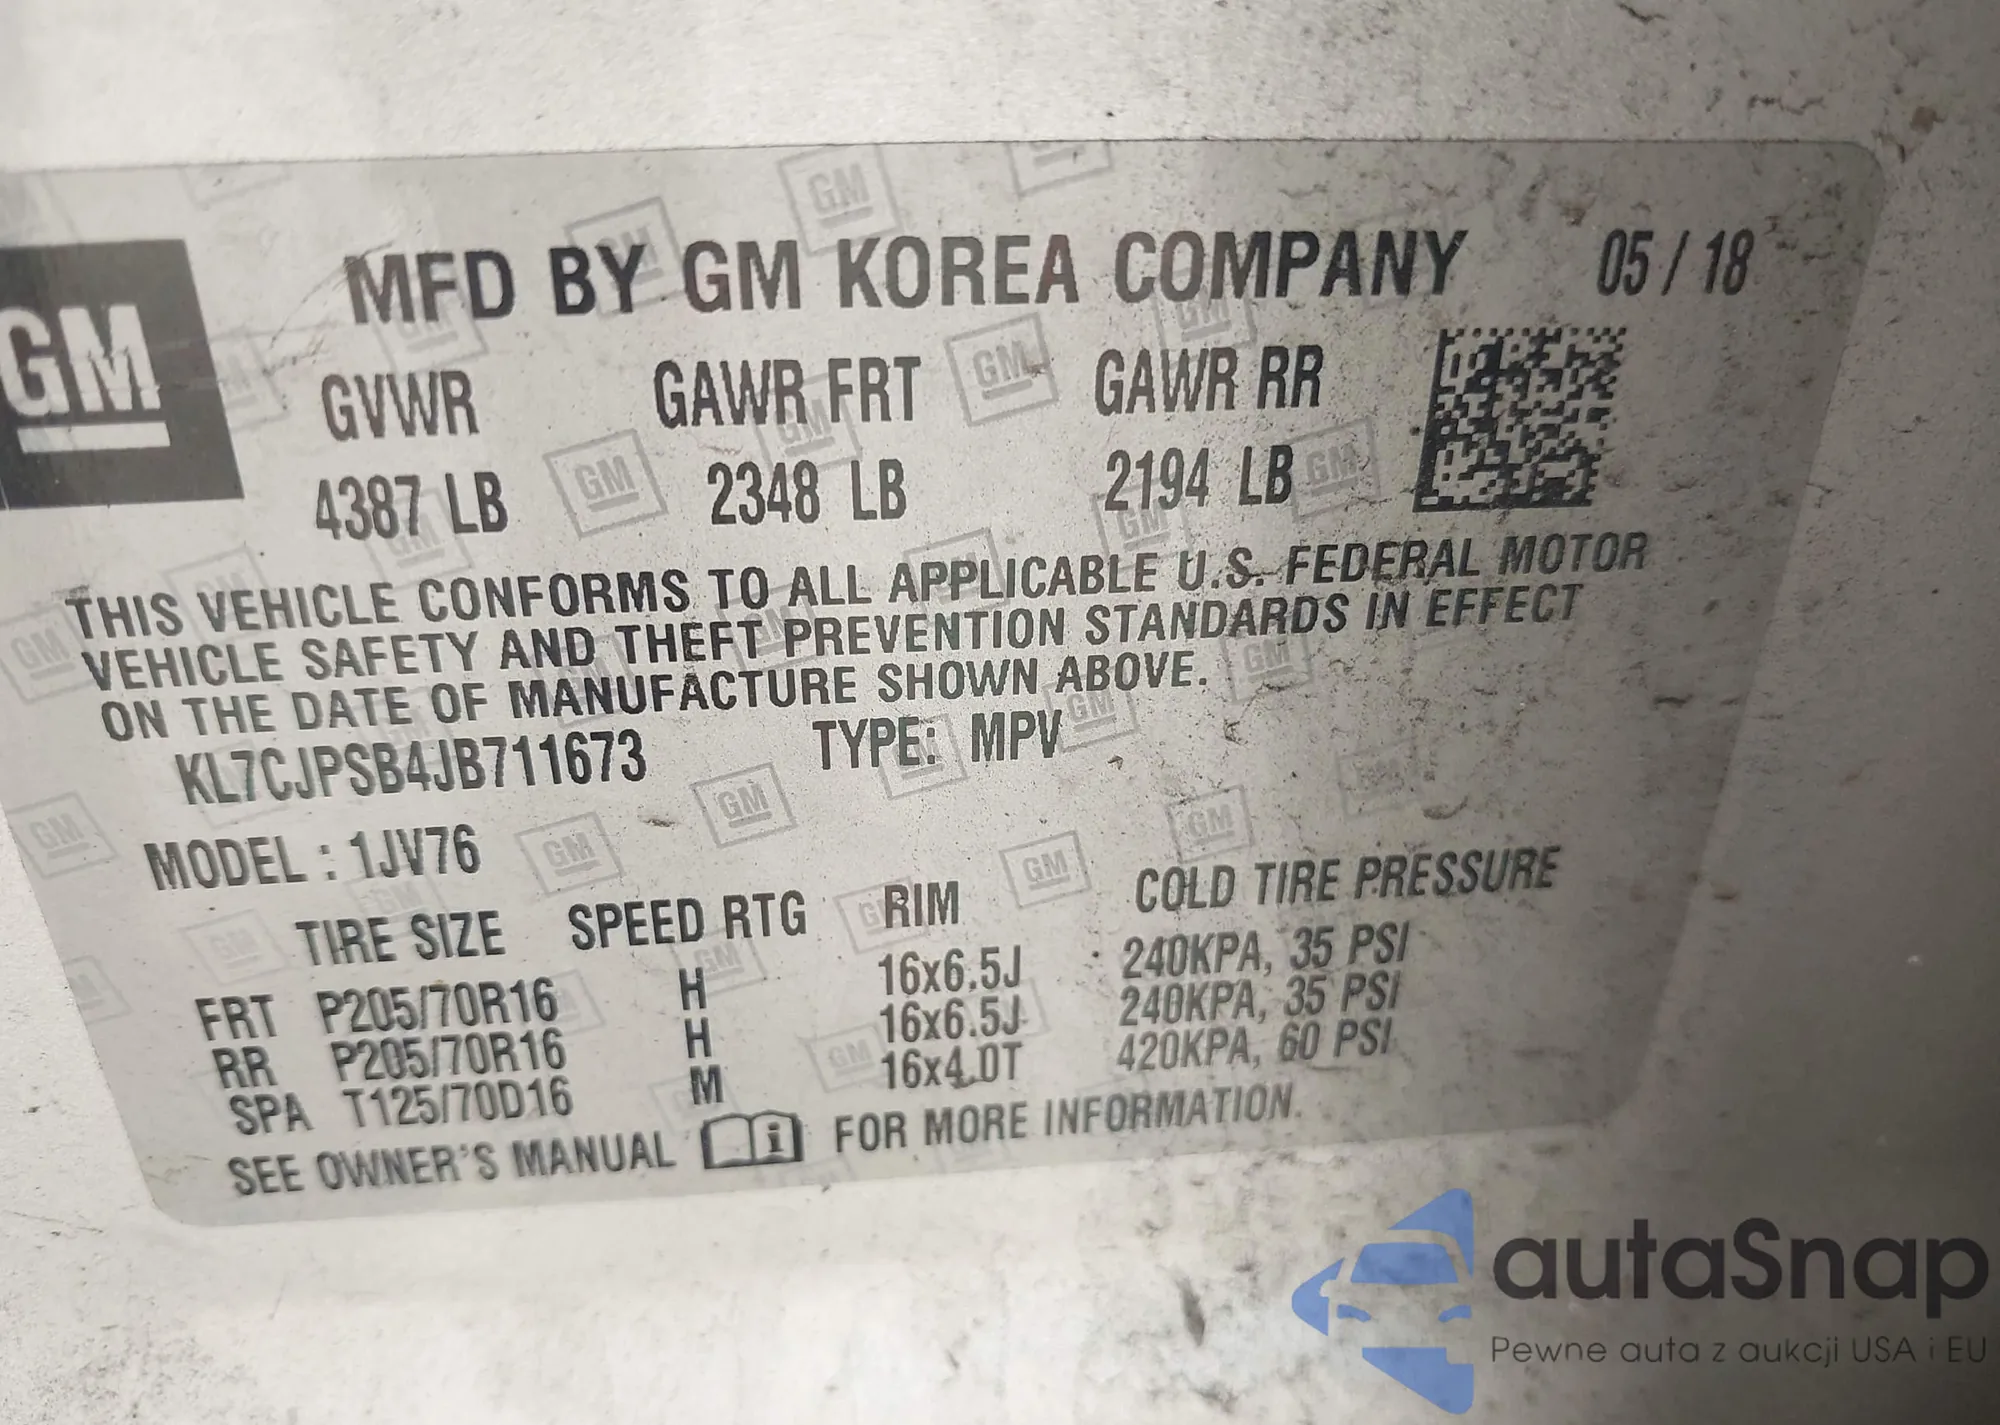 GM
MFD BY GM KOREA COMPANY 05 / 18
GVWR GAWR FRT GAWR RR
4387 LB 2348 LB 2194 LB
THIS VEHICLE CONFORMS TO ALL APPLICABLE U.S. FEDERAL MOTOR
VEHICLE SAFETY AND THEFT PREVENTION STANDARDS IN EFFECT
ON THE DATE OF MANUFACTURE SHOWN ABOVE.
KL7CJPSB4JB711673 TYPE: MPV
MODEL : 1JV76
TIRE SIZE SPEED RTG RIM COLD TIRE PRESSURE
FRT P205/70R16 H 16x6.5J 240KPA, 35 PSI
RR P205/70R16 H 16x6.5J 240KPA, 35 PSI
SPA T125/70D16 M 16x4.0T 420KPA, 60 PSI
SEE OWNER'S MANUAL i FOR MORE INFORMATION.
autaSnap
Pewne auta z aukcji USA i EU